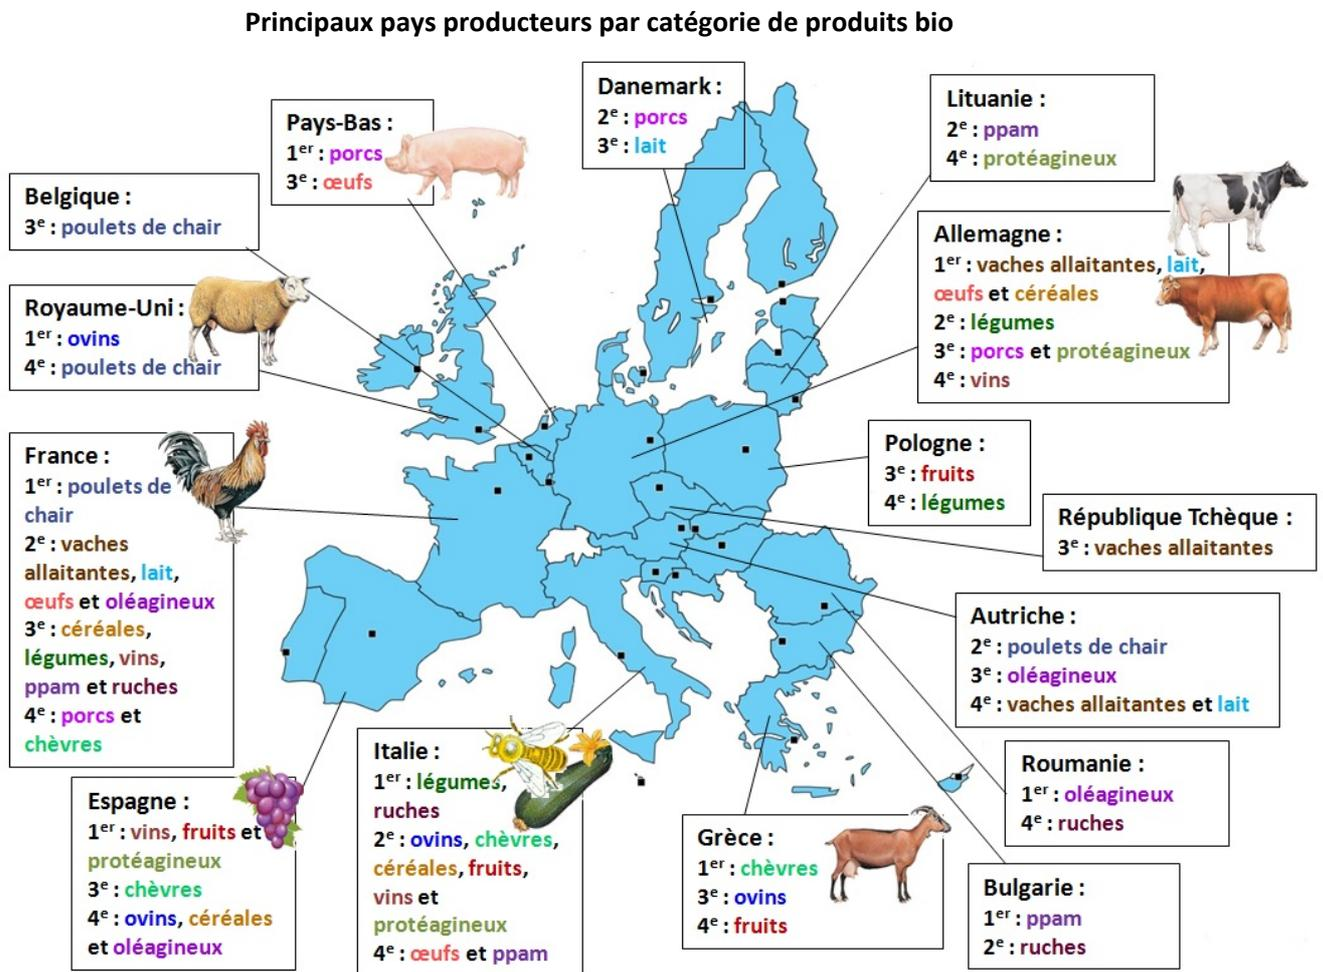 Principaux pays producteurs par catégorie de produits bio
Pays-Bas :
1er : porcs
3e : œufs
Danemark :
2e : porcs
3e : lait
Lituanie :
2e : ppam
4e : protéagineux
Belgique :
3e : poulets de chair
Allemagne :
1er : vaches allaitantes, lait,
œufs et céréales
2e : légumes
3e : porcs et protéagineux
4e : vins
Royaume-Uni :
1er : ovins
4e : poulets de chair
France :
1er : poulets de
chair
2e : vaches
allaitantes, lait,
œufs et oléagineux
3e : céréales,
légumes, vins,
ppam et ruches
4e : porcs et
chèvres
Pologne :
3e : fruits
4e : légumes
République Tchèque :
3e : vaches allaitantes
Autriche :
2e : poulets de chair
3e : oléagineux
4e : vaches allaitantes et lait
Roumanie :
1er : oléagineux
4e : ruches
Espagne :
1er : vins, fruits et
protéagineux
3e : chèvres
4e : ovins, céréales
et oléagineux
Italie :
1er : légumes,
ruches
2e : ovins, chèvres,
céréales, fruits,
vins et
protéagineux
4e : œufs et ppam
Grèce :
1er : chèvres
3e : ovins
4e : fruits
Bulgarie :
1er : ppam
2e : ruches